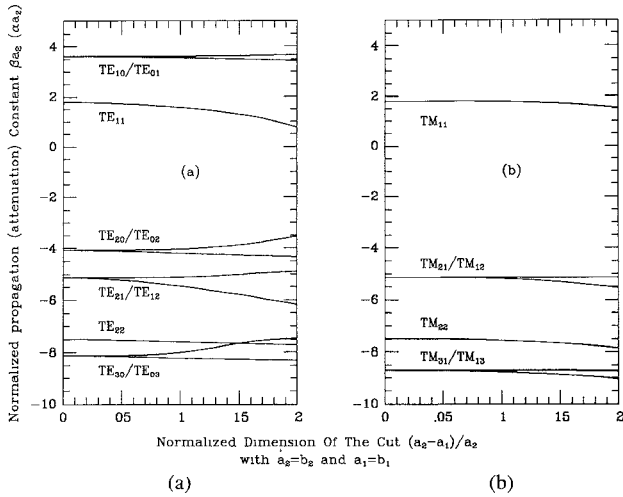 Normalized propagation (attenuation) Constant βa₂ (αa₂)
4
2
0
−2
−4
−6
−8
−10
TE₁₀/TE₀₁
TE₁₁
(a)
TE₂₀/TE₀₂
TE₂₁/TE₁₂
TE₂₂
TE₃₀/TE₀₃
0
05
1
15
2
4
2
0
−2
−4
−6
−8
−10
TM₁₁
(b)
TM₂₁/TM₁₂
TM₂₂
TM₃₁/TM₁₃
0
.05
.1
15
2
Normalized Dimension Of The Cut (a₂−a₁)/a₂
with a₂=b₂ and a₁=b₁
(a)
(b)